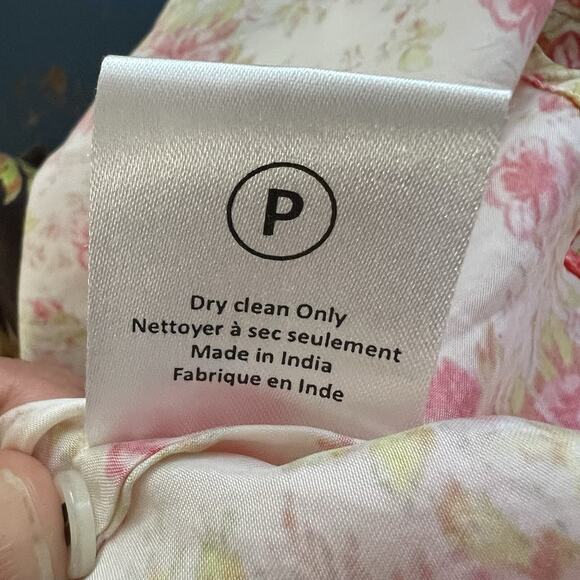 P
Dry clean Only
Nettoyer à sec seulement
Made in India
Fabrique en Inde